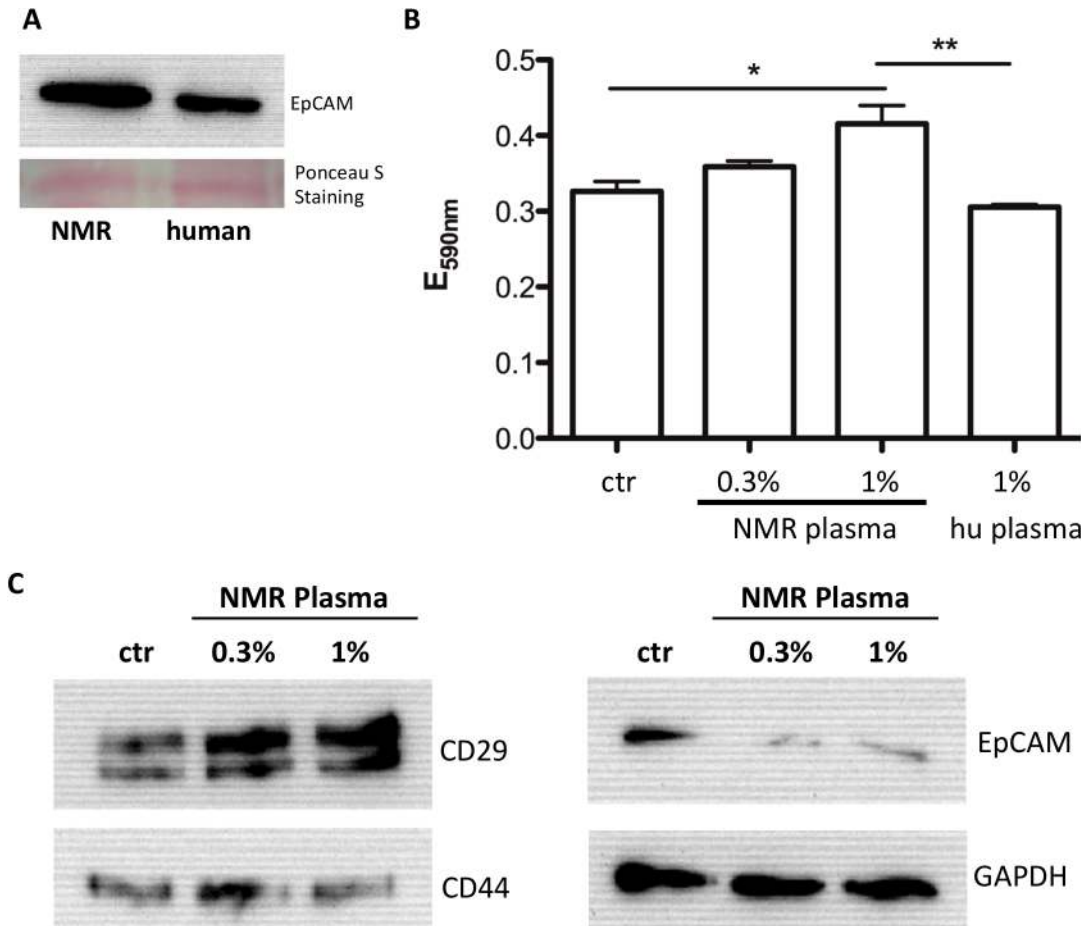 A
EpCAM
Ponceau S
Staining
NMR human
B
E590nm
0.5
0.4
0.3
0.2
0.1
0.0
*
**
ctr 0.3% 1% 1%
NMR plasma hu plasma
C
NMR Plasma
ctr 0.3% 1%
CD29
CD44
NMR Plasma
ctr 0.3% 1%
EpCAM
GAPDH